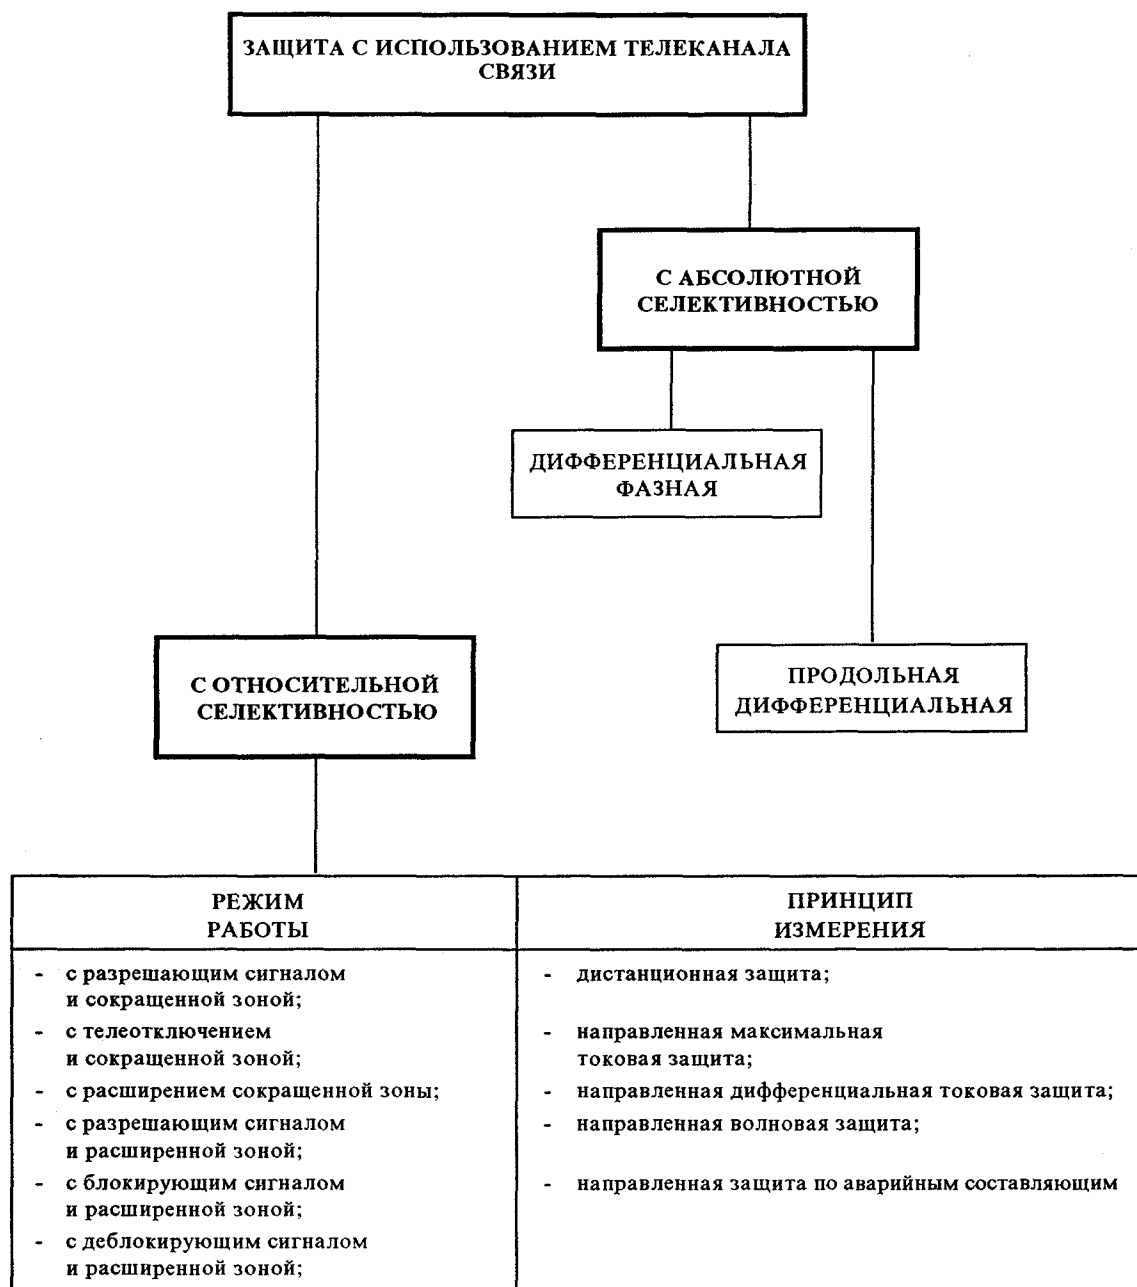 ЗАЩИТА С ИСПОЛЬЗОВАНИЕМ ТЕЛЕКАНАЛА
СВЯЗИ
С АБСОЛЮТНОЙ
СЕЛЕКТИВНОСТЬЮ
ДИФФЕРЕНЦИАЛЬНАЯ
ФАЗНАЯ
С ОТНОСИТЕЛЬНОЙ
СЕЛЕКТИВНОСТЬЮ
ПРОДОЛЬНАЯ
ДИФФЕРЕНЦИАЛЬНАЯ
РЕЖИМ
РАБОТЫ
- с разрешающим сигналом
и сокращенной зоной;
- с телеотключением
и сокращенной зоной;
- с расширением сокращенной зоны;
- с разрешающим сигналом
и расширенной зоной;
- с блокирующим сигналом
и расширенной зоной;
- с деблокирующим сигналом
и расширенной зоной;
ПРИНЦИП
ИЗМЕРЕНИЯ
- дистанционная защита;
- направленная максимальная
токовая защита;
- направленная дифференциальная токовая защита;
- направленная волновая защита;
- направленная защита по аварийным составляющим